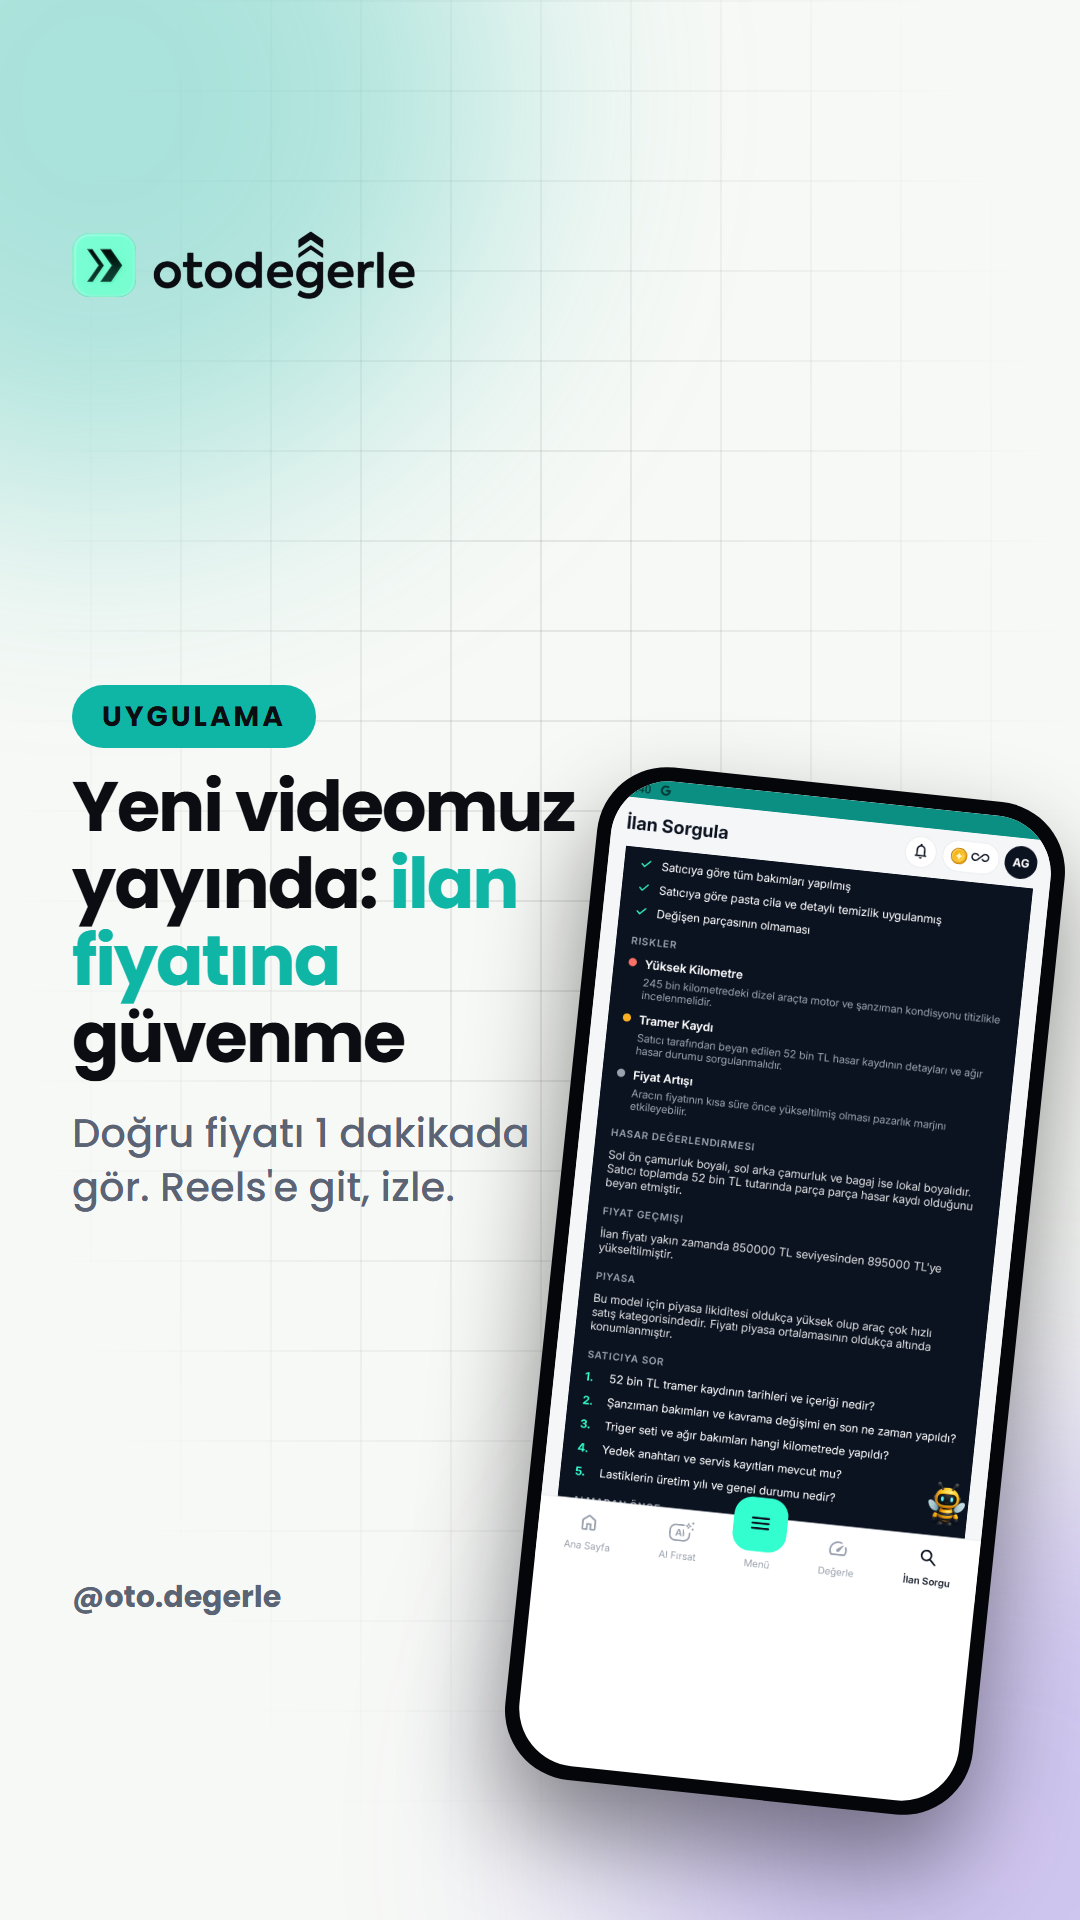 otodeğerle
UYGULAMA
Yeni videomuz
yayında: ilan
fiyatına
güvenme
Doğru fiyatı 1 dakikada
gör. Reels'e git, izle.
@oto.degerle
G
İlan Sorgula
AG
Satıcıya göre tüm bakımları yapılmış
Satıcıya göre pasta cila ve detaylı temizlik uygulanmış
Değişen parçasının olmaması
RISKLER
Yüksek Kilometre
245 bin kilometredeki dizel araçta motor ve şanzıman kondisyonu titizlikle
incelenmelidir.
Tramer Kaydı
Satıcı tarafından beyan edilen 52 bin TL hasar kaydının detayları ve ağır
hasar durumu sorgulanmalıdır.
Fiyat Artışı
Aracın fiyatının kısa süre önce yükseltilmiş olması pazarlık marjını
etkileyebilir.
HASAR DEĞERLENDIRMESI
Sol ön çamurluk boyalı, sol arka çamurluk ve bagaj ise lokal boyalıdır.
Satıcı toplamda 52 bin TL tutarında parça parça hasar kaydı olduğunu
beyan etmiştir.
FIYAT GEÇMIŞI
İlan fiyatı yakın zamanda 850000 TL seviyesinden 895000 TL'ye
yükseltilmiştir.
PIYASA
Bu model için piyasa likiditesi oldukça yüksek olup araç çok hızlı
satış kategorisindedir. Fiyatı piyasa ortalamasının oldukça altında
konumlanmıştır.
SATICIYA SOR
1. 52 bin TL tramer kaydının tarihleri ve içeriği nedir?
2. Şanzıman bakımları ve kavrama değişimi en son ne zaman yapıldı?
3. Triger seti ve ağır bakımları hangi kilometrede yapıldı?
4. Yedek anahtarı ve servis kayıtları mevcut mu?
5. Lastiklerin üretim yılı ve genel durumu nedir?
Ana Sayfa
AI
AI Fırsat
Menü
Değerle
İlan Sorgu